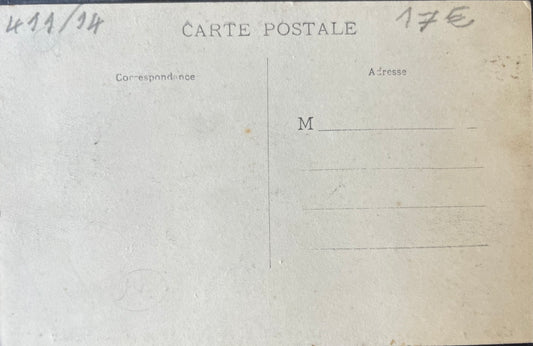 411/14
CARTE POSTALE
17€
Correspondance
Adresse
M